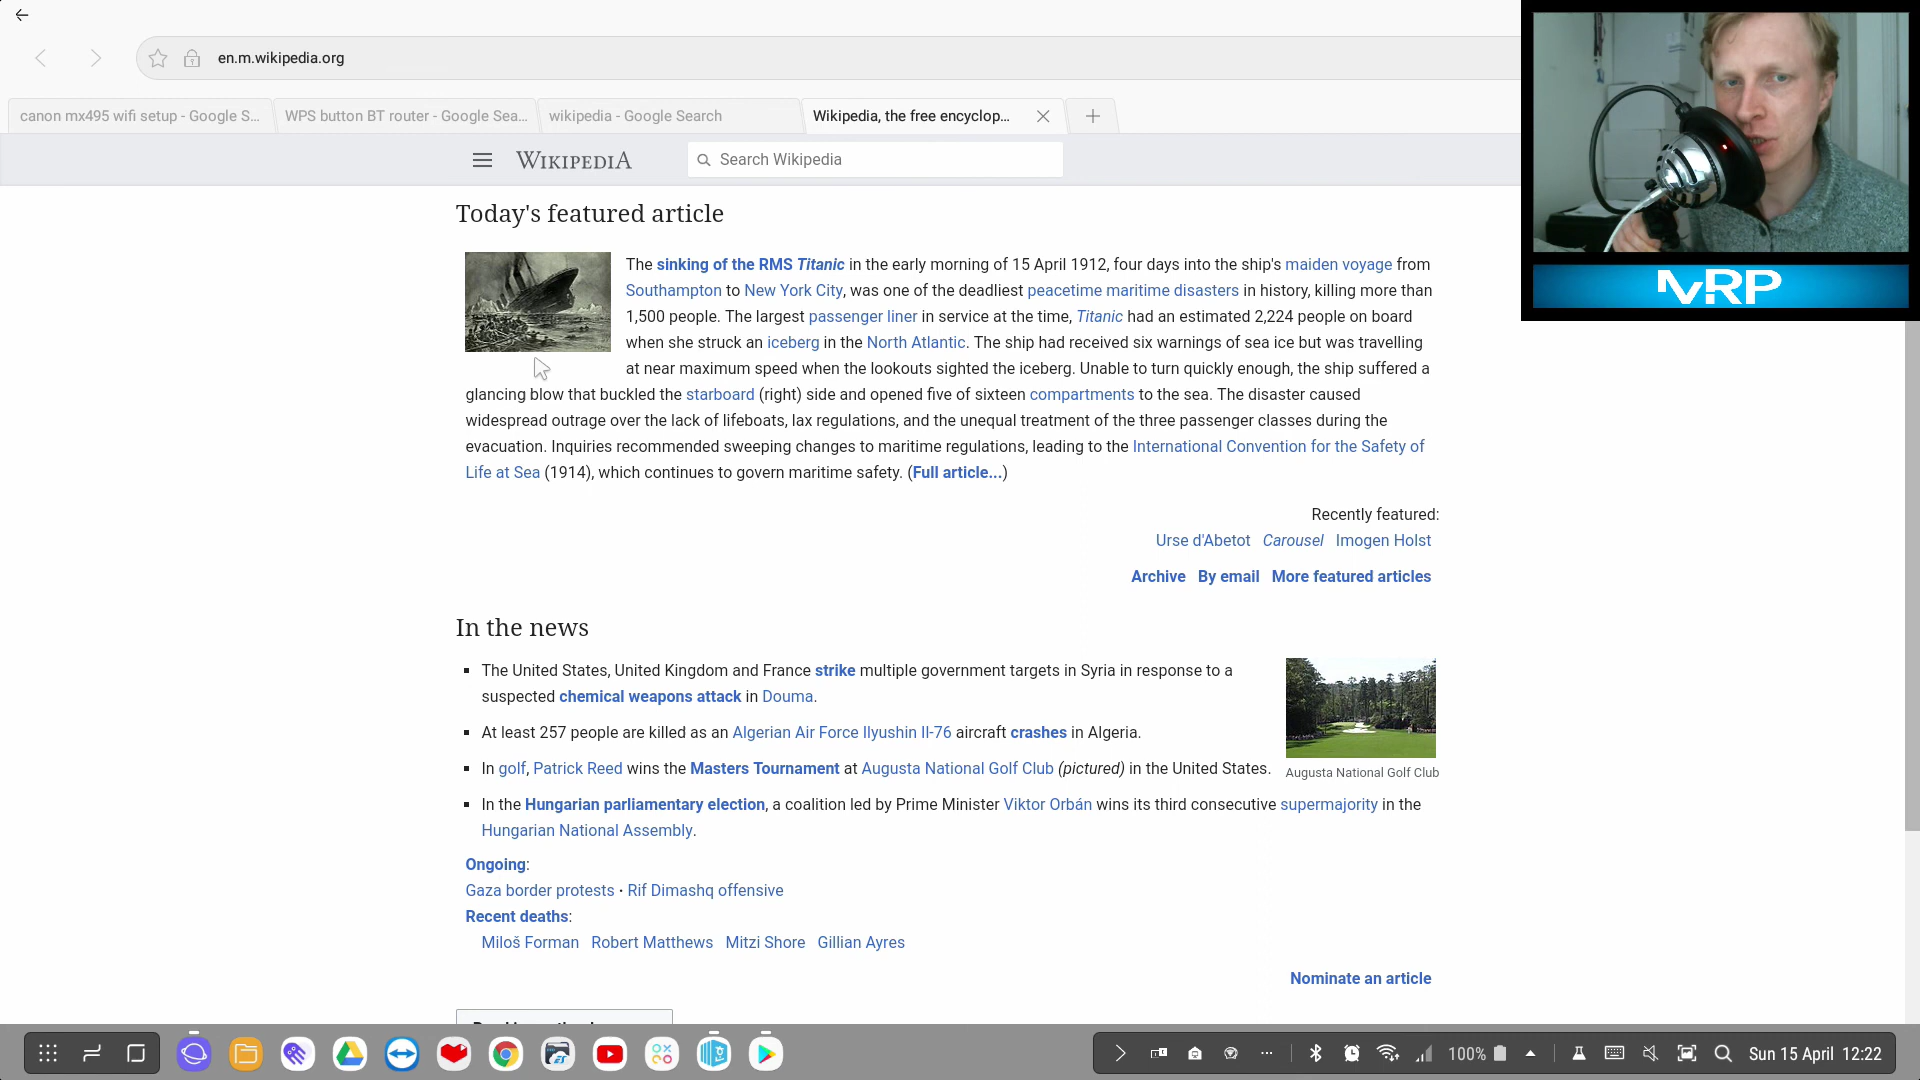 en.m.wikipedia.org
canon mx495 wifi setup - Google S...
WPS button BT router - Google Sea...
wikipedia - Google Search
Wikipedia, the free encyclop...
WIKIPEDIA
Search Wikipedia
MRP
Today's featured article
The sinking of the RMS Titanic in the early morning of 15 April 1912, four days into the ship's maiden voyage from
Southampton to New York City, was one of the deadliest peacetime maritime disasters in history, killing more than
1,500 people. The largest passenger liner in service at the time, Titanic had an estimated 2,224 people on board
when she struck an iceberg in the North Atlantic. The ship had received six warnings of sea ice but was travelling
at near maximum speed when the lookouts sighted the iceberg. Unable to turn quickly enough, the ship suffered a
glancing blow that buckled the starboard (right) side and opened five of sixteen compartments to the sea. The disaster caused
widespread outrage over the lack of lifeboats, lax regulations, and the unequal treatment of the three passenger classes during the
evacuation. Inquiries recommended sweeping changes to maritime regulations, leading to the International Convention for the Safety of
Life at Sea (1914), which continues to govern maritime safety. (Full article...)
Recently featured:
Urse d'Abetot Carousel Imogen Holst
Archive By email More featured articles
In the news
▪ The United States, United Kingdom and France strike multiple government targets in Syria in response to a
suspected chemical weapons attack in Douma.
▪ At least 257 people are killed as an Algerian Air Force Ilyushin Il-76 aircraft crashes in Algeria.
▪ In golf, Patrick Reed wins the Masters Tournament at Augusta National Golf Club (pictured) in the United States.
Augusta National Golf Club
▪ In the Hungarian parliamentary election, a coalition led by Prime Minister Viktor Orbán wins its third consecutive supermajority in the
Hungarian National Assembly.
Ongoing:
Gaza border protests · Rif Dimashq offensive
Recent deaths:
Miloš Forman Robert Matthews Mitzi Shore Gillian Ayres
Nominate an article
100%
Sun 15 April 12:22